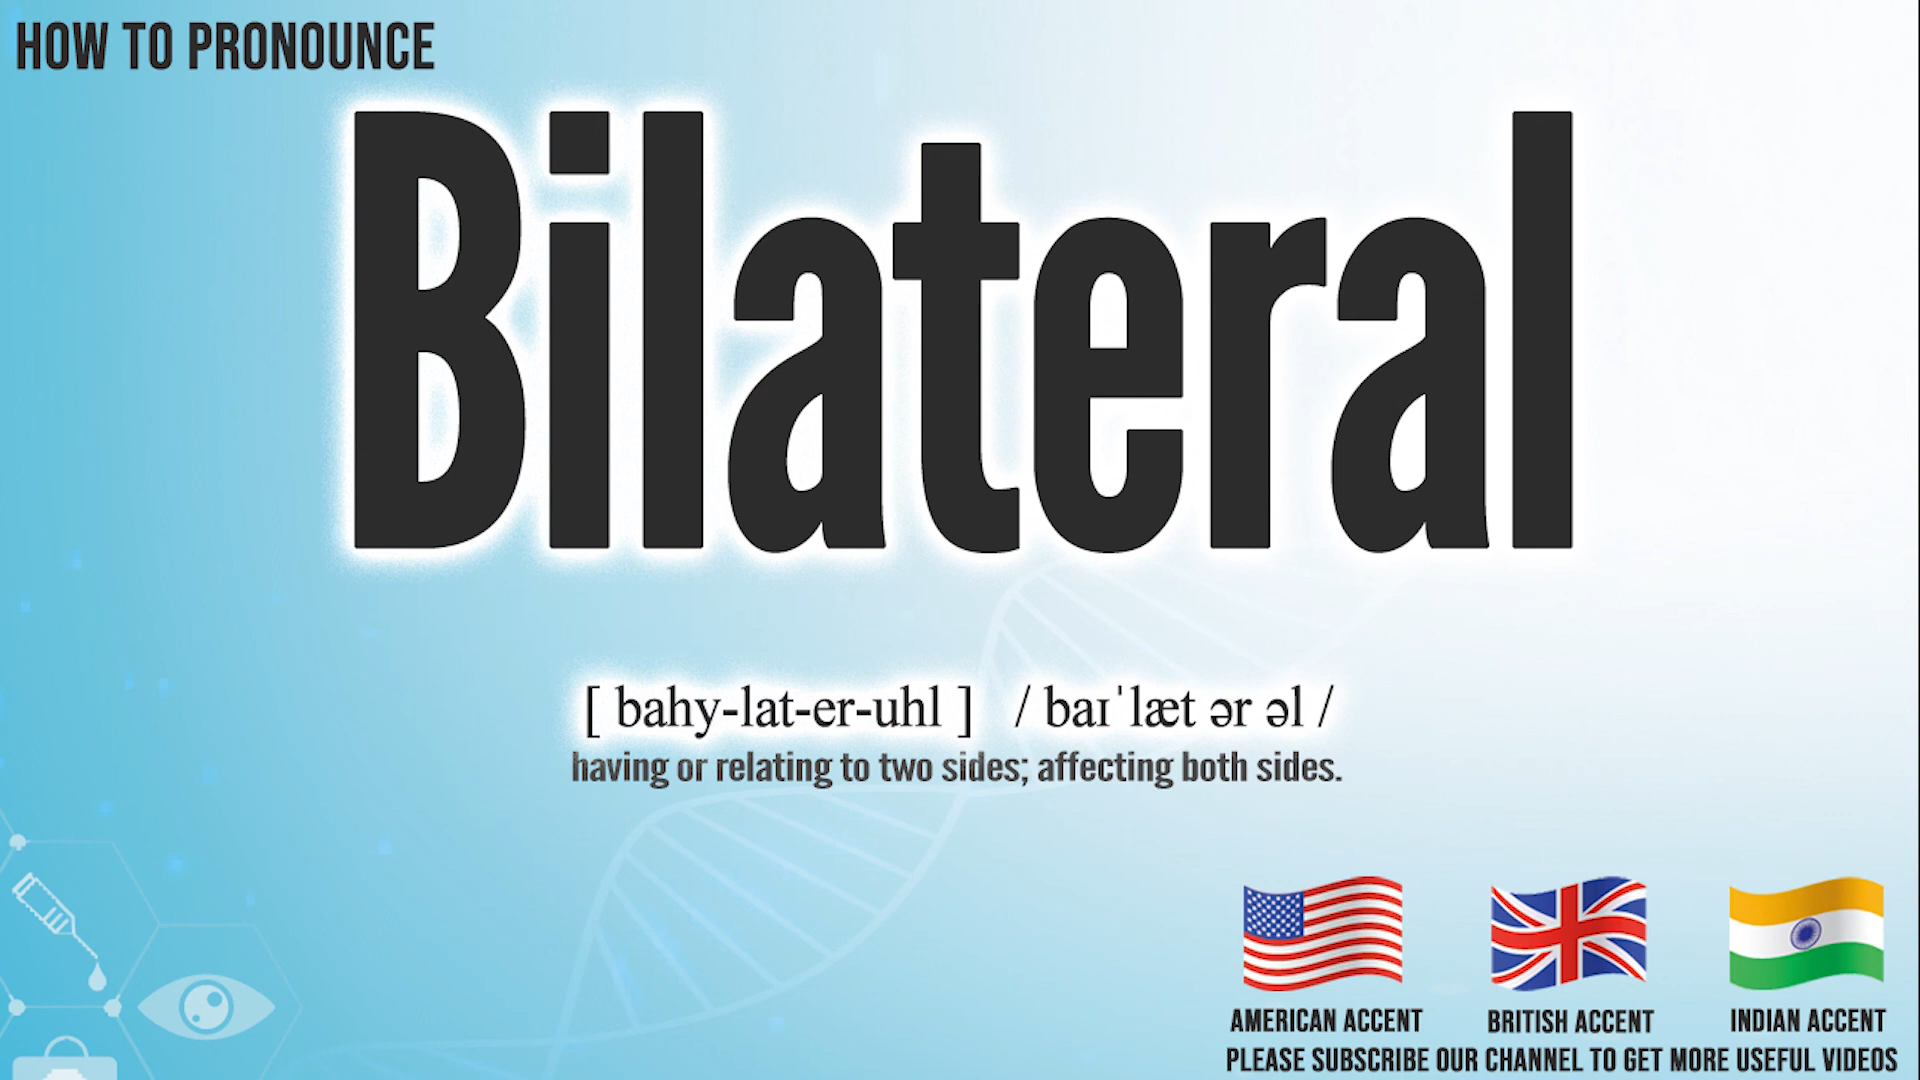 HOW TO PRONOUNCE
Bilateral
[ bahy-lat-er-uhl ] / baɪˈlæt ər əl /
having or relating to two sides; affecting both sides.
AMERICAN ACCENT BRITISH ACCENT INDIAN ACCENT
PLEASE SUBSCRIBE OUR CHANNEL TO GET MORE USEFUL VIDEOS